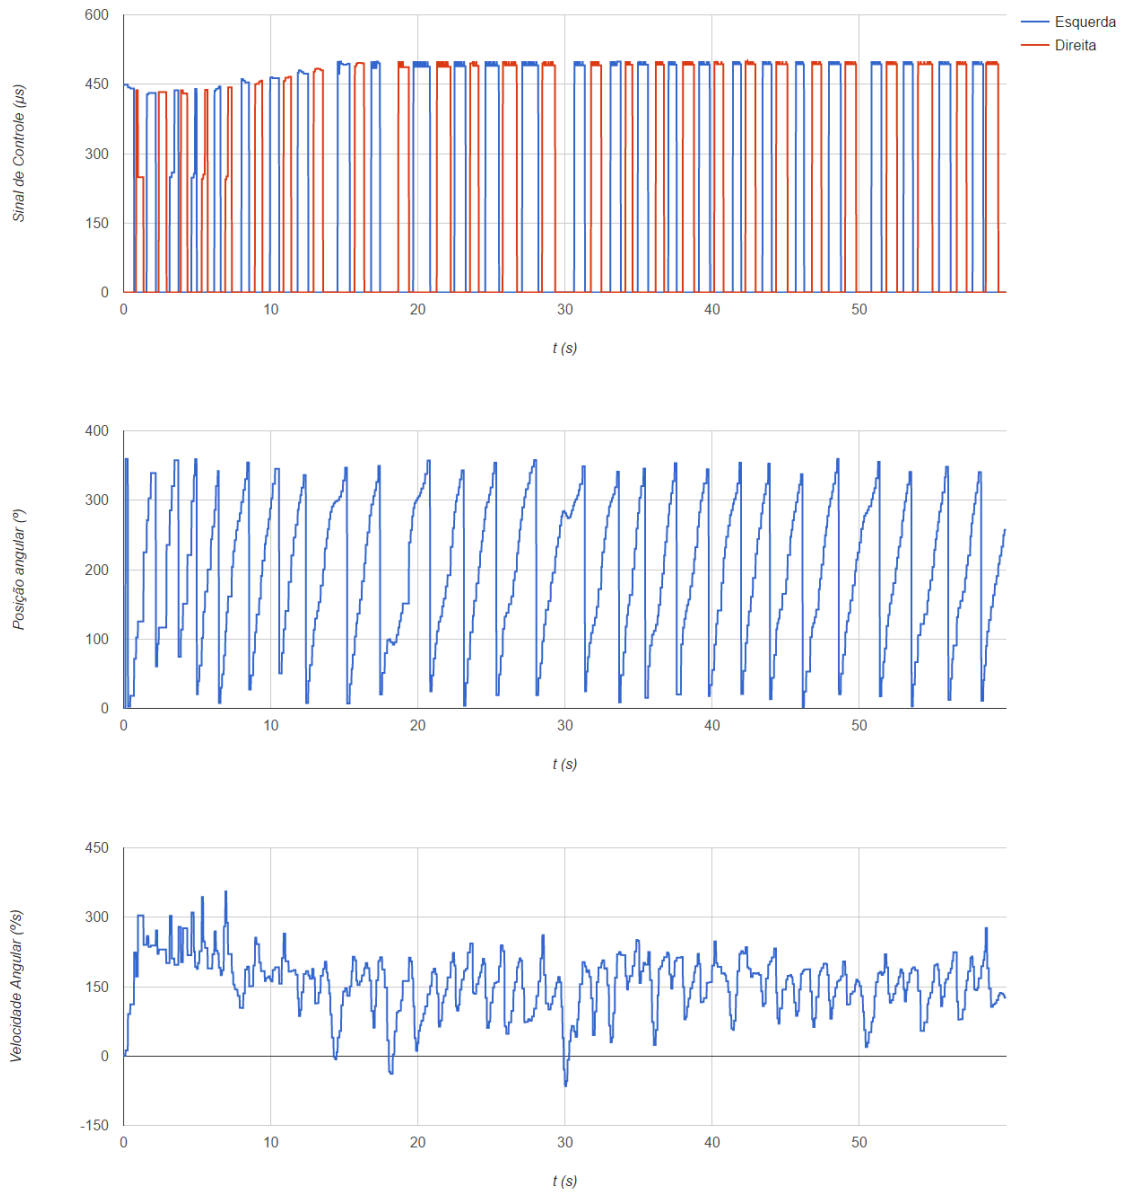 600
450
300
150
0
Sinal de Controle (μs)
0 10 20 30 40 50
t (s)
Esquerda
Direita
400
300
200
100
0
Posição angular (º)
0 10 20 30 40 50
t (s)
450
300
150
0
-150
Velocidade Angular (º/s)
0 10 20 30 40 50
t (s)